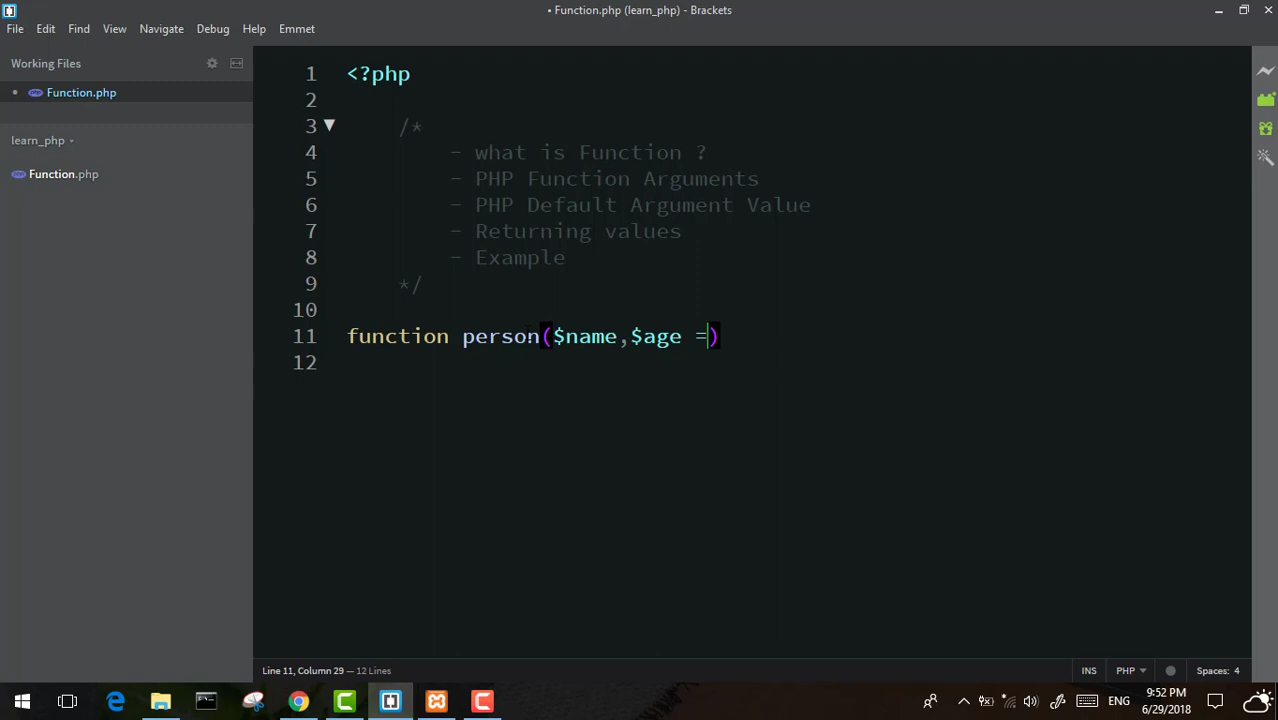 • Function.php (learn_php) - Brackets
File Edit Find View Navigate Debug Help Emmet
Working Files
• Function.php
learn_php
Function.php
1 <?php
2
3 /*
4 - what is Function ?
5 - PHP Function Arguments
6 - PHP Default Argument Value
7 - Returning values
8 - Example
9 */
10
11 function person($name,$age =)
12
Line 11, Column 29 — 12 Lines
INS PHP Spaces: 4
ENG
9:52 PM
6/29/2018